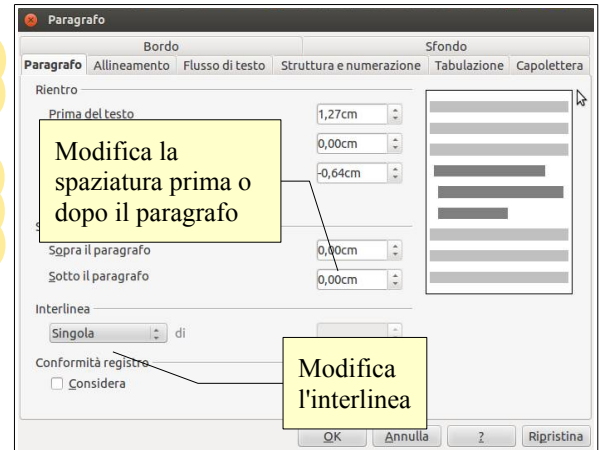 Paragrafo
Bordo Sfondo
Paragrafo Allineamento Flusso di testo Struttura e numerazione Tabulazione Capolettera
Rientro
Prima del testo 1,27cm
0,00cm
-0,64cm
Modifica la
spaziatura prima o
dopo il paragrafo
Sopra il paragrafo 0,00cm
Sotto il paragrafo 0,00cm
Interlinea
Singola di
Modifica
l'interlinea
Conformità registro
Considera
OK Annulla ? Ripristina